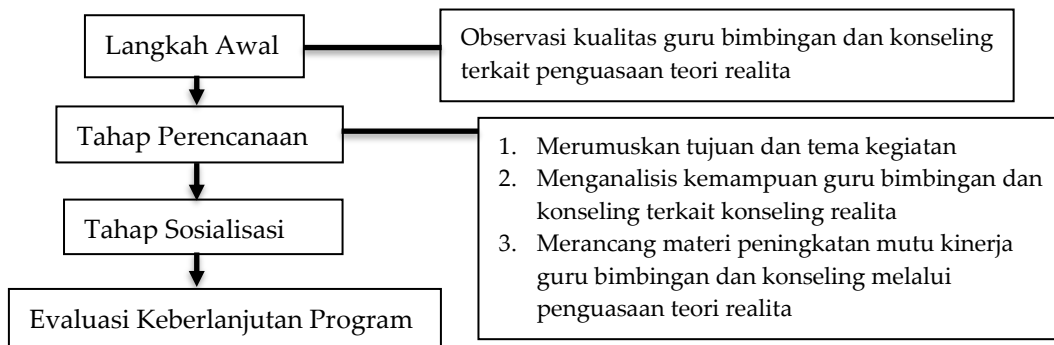 Langkah Awal
Observasi kualitas guru bimbingan dan konseling
terkait penguasaan teori realita
Tahap Perencanaan
1. Merumuskan tujuan dan tema kegiatan
2. Menganalisis kemampuan guru bimbingan dan
konseling terkait konseling realita
3. Merancang materi peningkatan mutu kinerja
guru bimbingan dan konseling melalui
penguasaan teori realita
Tahap Sosialisasi
Evaluasi Keberlanjutan Program